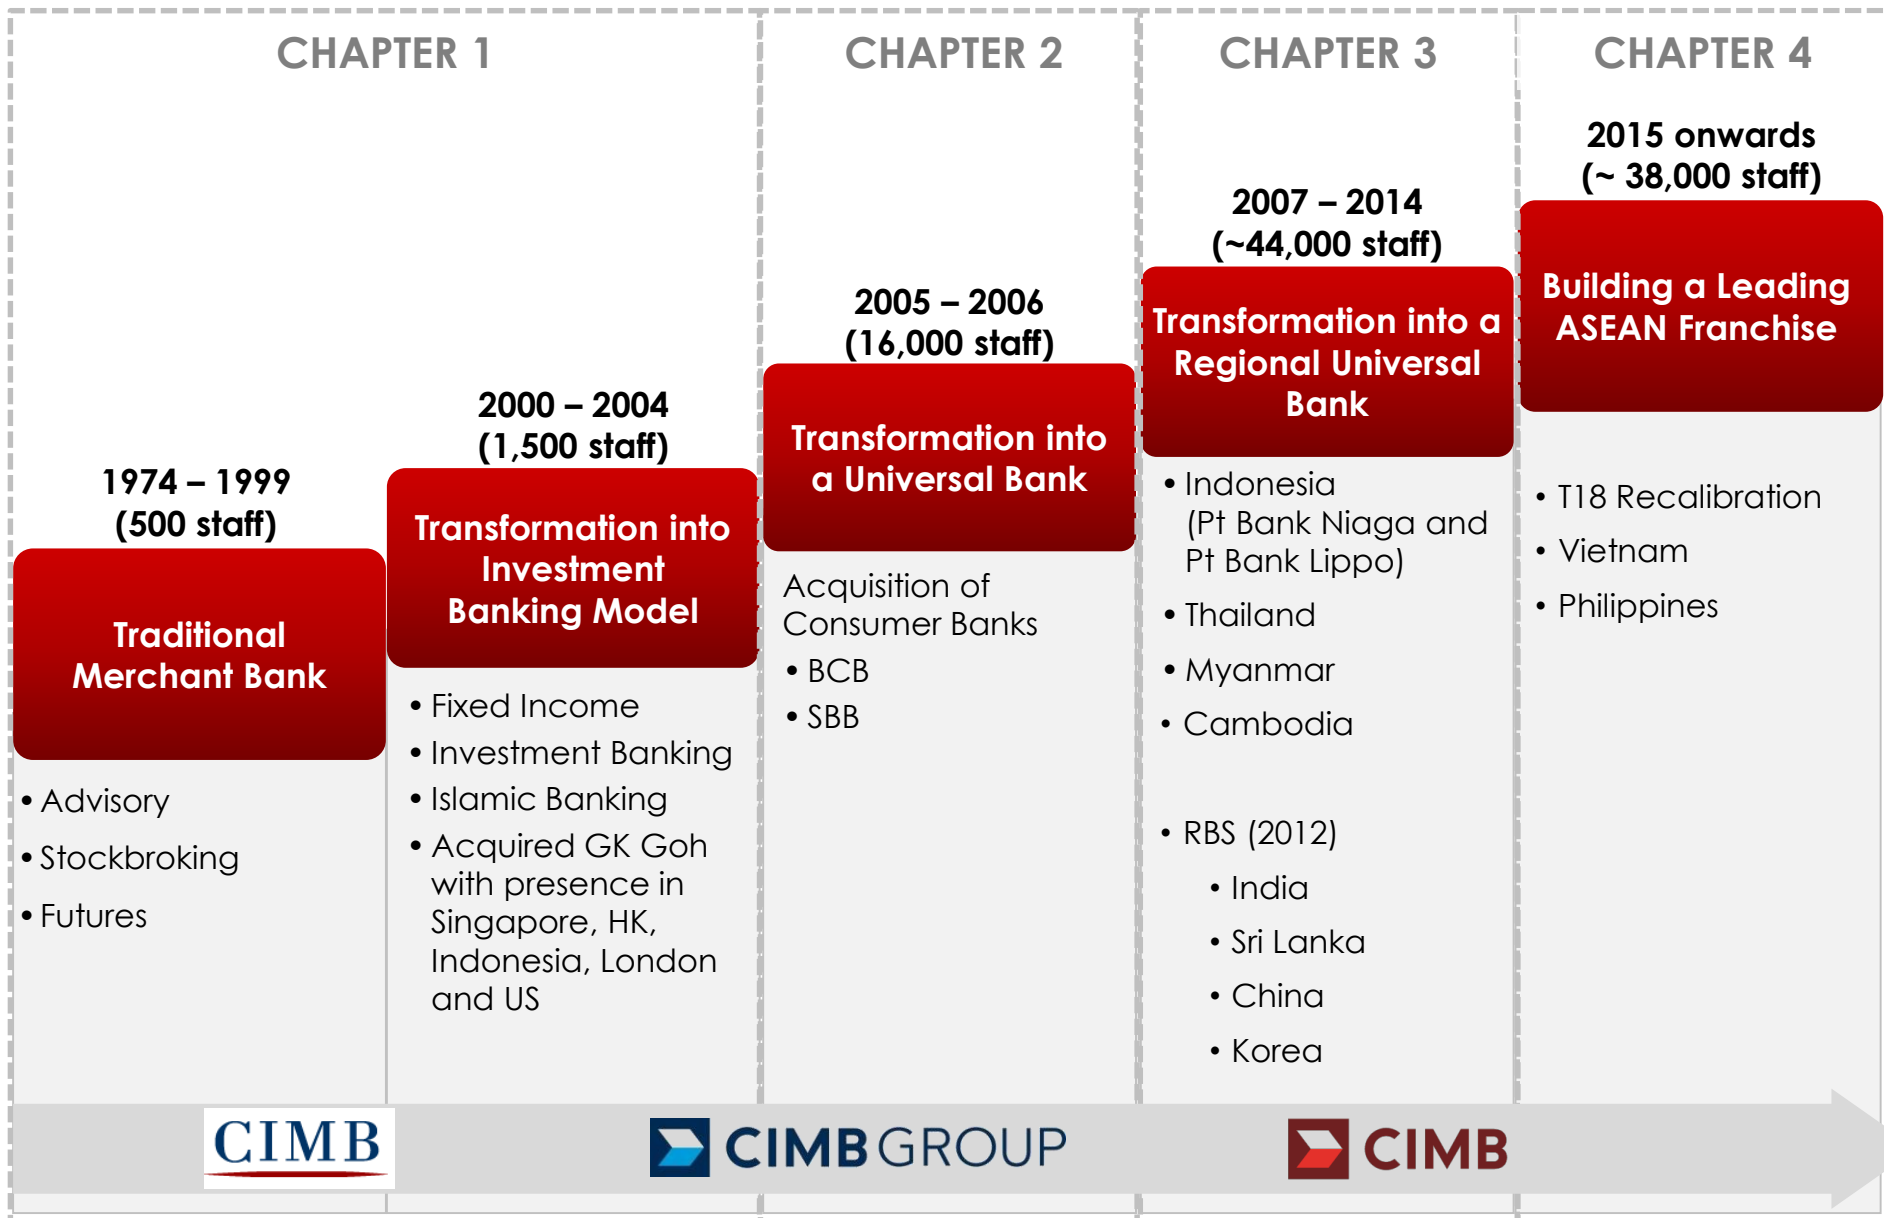 CHAPTER 1
1974 – 1999
(500 staff)
Traditional
Merchant Bank
• Advisory
• Stockbroking
• Futures
2000 – 2004
(1,500 staff)
Transformation into
Investment
Banking Model
• Fixed Income
• Investment Banking
• Islamic Banking
• Acquired GK Goh
with presence in
Singapore, HK,
Indonesia, London
and US
CHAPTER 2
2005 – 2006
(16,000 staff)
Transformation into
a Universal Bank
Acquisition of
Consumer Banks
• BCB
• SBB
CHAPTER 3
2007 – 2014
(~44,000 staff)
Transformation into a
Regional Universal
Bank
• Indonesia
(Pt Bank Niaga and
Pt Bank Lippo)
• Thailand
• Myanmar
• Cambodia
• RBS (2012)
• India
• Sri Lanka
• China
• Korea
CHAPTER 4
2015 onwards
(~ 38,000 staff)
Building a Leading
ASEAN Franchise
• T18 Recalibration
• Vietnam
• Philippines
CIMB
CIMB GROUP
CIMB